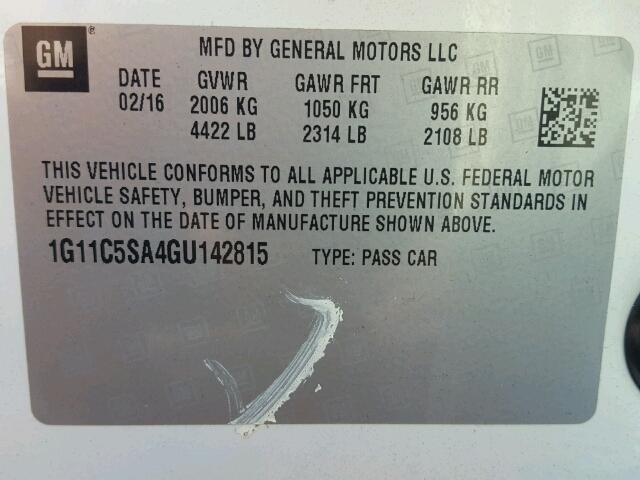 GM
MFD BY GENERAL MOTORS LLC
DATE GVWR GAWR FRT GAWR RR
02/16 2006 KG 1050 KG 956 KG
4422 LB 2314 LB 2108 LB
THIS VEHICLE CONFORMS TO ALL APPLICABLE U.S. FEDERAL MOTOR
VEHICLE SAFETY, BUMPER, AND THEFT PREVENTION STANDARDS IN
EFFECT ON THE DATE OF MANUFACTURE SHOWN ABOVE.
1G11C5SA4GU142815 TYPE: PASS CAR